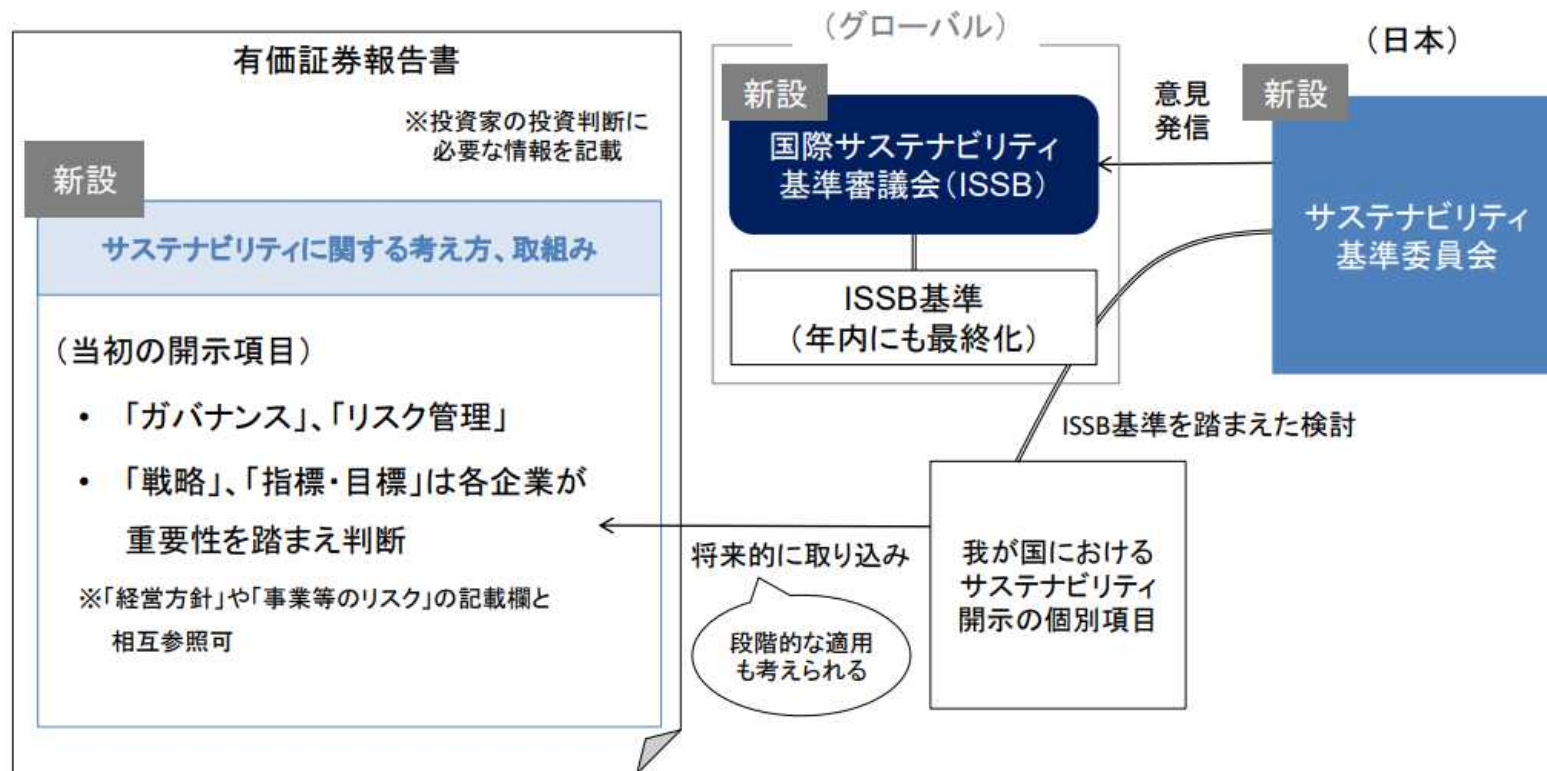 有価証券報告書
※投資家の投資判断に
必要な情報を記載
新設
サステナビリティに関する考え方、取組み
（当初の開示項目）
• 「ガバナンス」、「リスク管理」
• 「戦略」、「指標・目標」は各企業が
重要性を踏まえ判断
※「経営方針」や「事業等のリスク」の記載欄と
相互参照可
（グローバル）
新設
国際サステナビリティ
基準審議会（ISSB）
ISSB基準
（年内にも最終化）
意見
発信
（日本）
新設
サステナビリティ
基準委員会
ISSB基準を踏まえた検討
我が国における
サステナビリティ
開示の個別項目
将来的に取り込み
段階的な適用
も考えられる